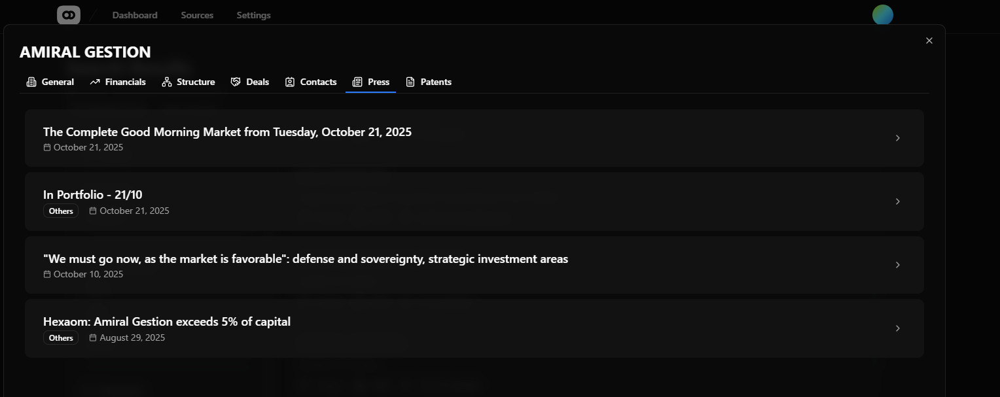 Dashboard Sources Settings
AMIRAL GESTION
General Financials Structure Deals Contacts Press Patents
The Complete Good Morning Market from Tuesday, October 21, 2025
October 21, 2025
In Portfolio - 21/10
Others October 21, 2025
"We must go now, as the market is favorable": defense and sovereignty, strategic investment areas
October 10, 2025
Hexaom: Amiral Gestion exceeds 5% of capital
Others August 29, 2025